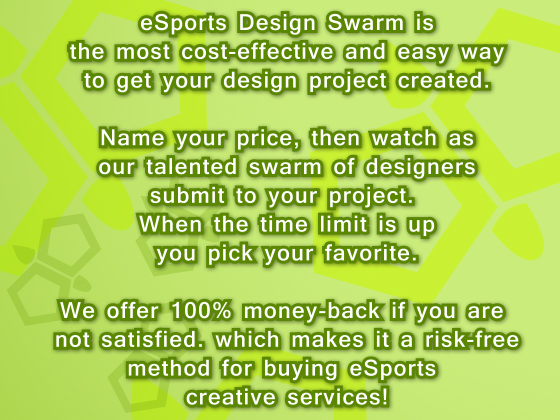 eSports Design Swarm is
the most cost-effective and easy way
to get your design project created.
Name your price, then watch as
our talented swarm of designers
submit to your project.
When the time limit is up
you pick your favorite.
We offer 100% money-back if you are
not satisfied. which makes it a risk-free
method for buying eSports
creative services!